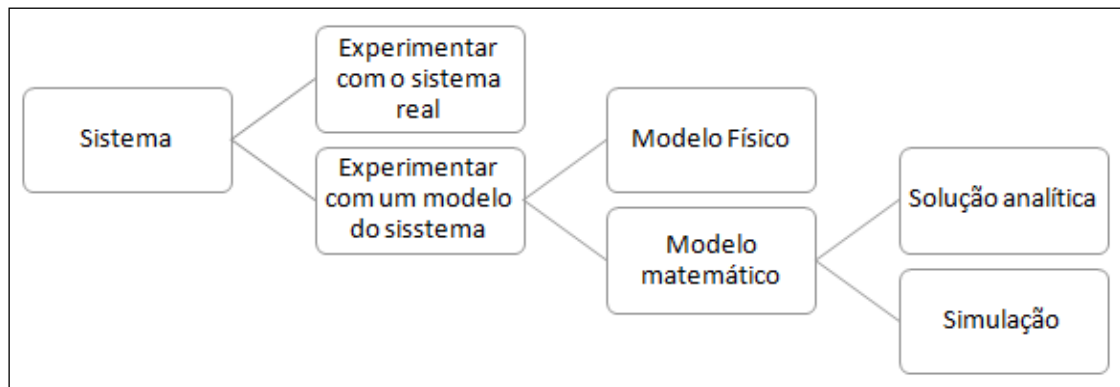 Sistema
Experimentar
com o sistema
real
Experimentar
com um modelo
do sisstema
Modelo Físico
Modelo
matemático
Solução analítica
Simulação